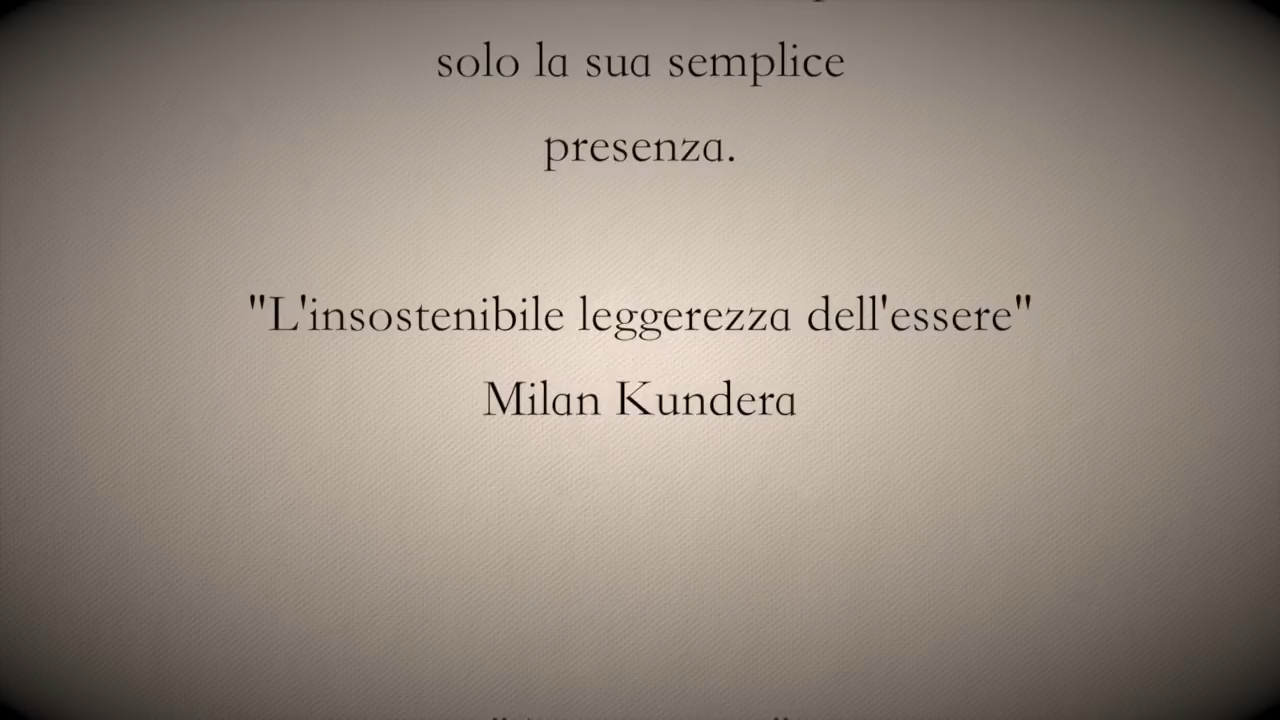 solo la sua semplice
presenza.
"L'insostenibile leggerezza dell'essere"
Milan Kundera